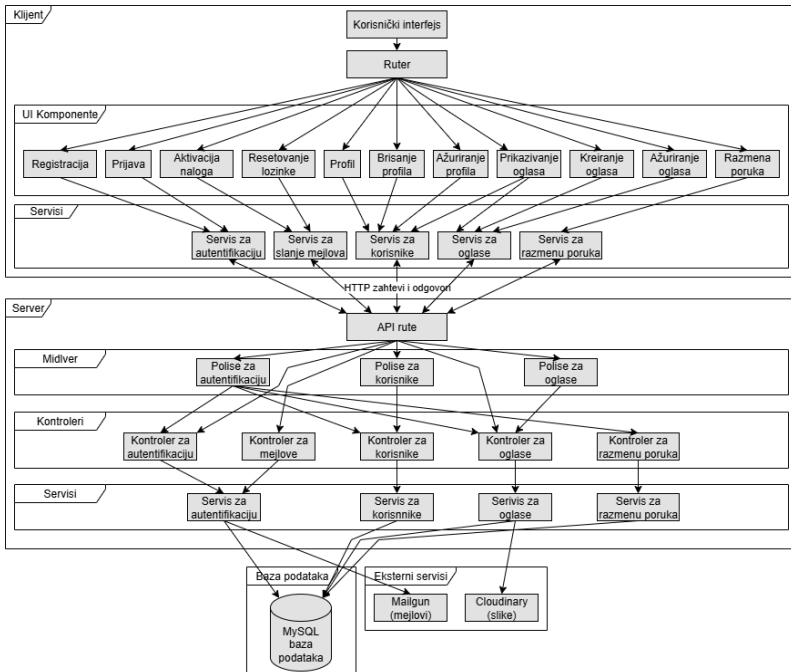 Klijent
Korisnički interfejs
Ruter
UI Komponente
Registracija
Prijava
Aktivacija
naloga
Resetovanje
lozinke
Profil
Brisanje
profila
Ažuriranje
profila
Prikazivanje
oglasa
Kreiranje
oglasa
Ažuriranje
oglasa
Razmena
poruka
Servisi
Servis za
autentifikaciju
Servis za
slanje mejlova
Servis za
korisnike
Servis za
oglase
Servis za
razmenu poruka
HTTP zahtevi i odgovori
Server
API rute
Midlver
Polise za
autentifikaciju
Polise za
korisnike
Polise za
oglase
Kontroleri
Kontroler za
autentifikaciju
Kontroler za
mejlove
Kontroler za
korisnike
Kontroler za
oglase
Kontroler za
razmenu poruka
Servisi
Servis za
autentifikaciju
Servis za
korisnnike
Serivis za
oglase
Servis za
razmenu poruka
Baza podataka
MySQL
baza
podataka
Eksterni servisi
Mailgun
(mejlovi)
Cloudinary
(slike)